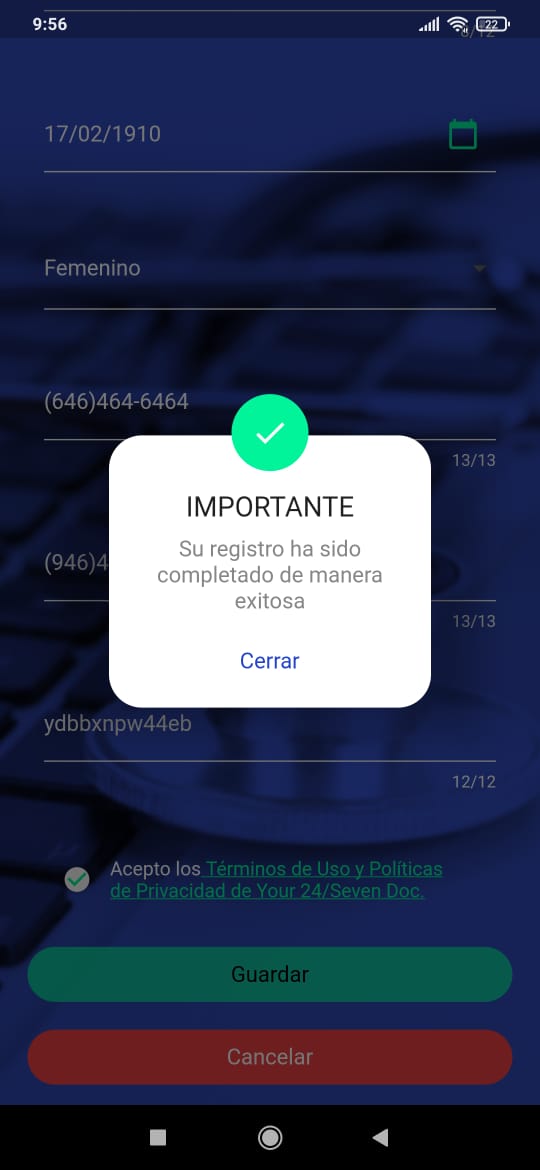 9:56
22
8/12
17/02/1910
Femenino
(646)464-6464
13/13
IMPORTANTE
Su registro ha sido
completado de manera
exitosa
Cerrar
(946)4
13/13
ydbbxnpw44eb
12/12
Acepto los Términos de Uso y Políticas
de Privacidad de Your 24/Seven Doc.
Guardar
Cancelar